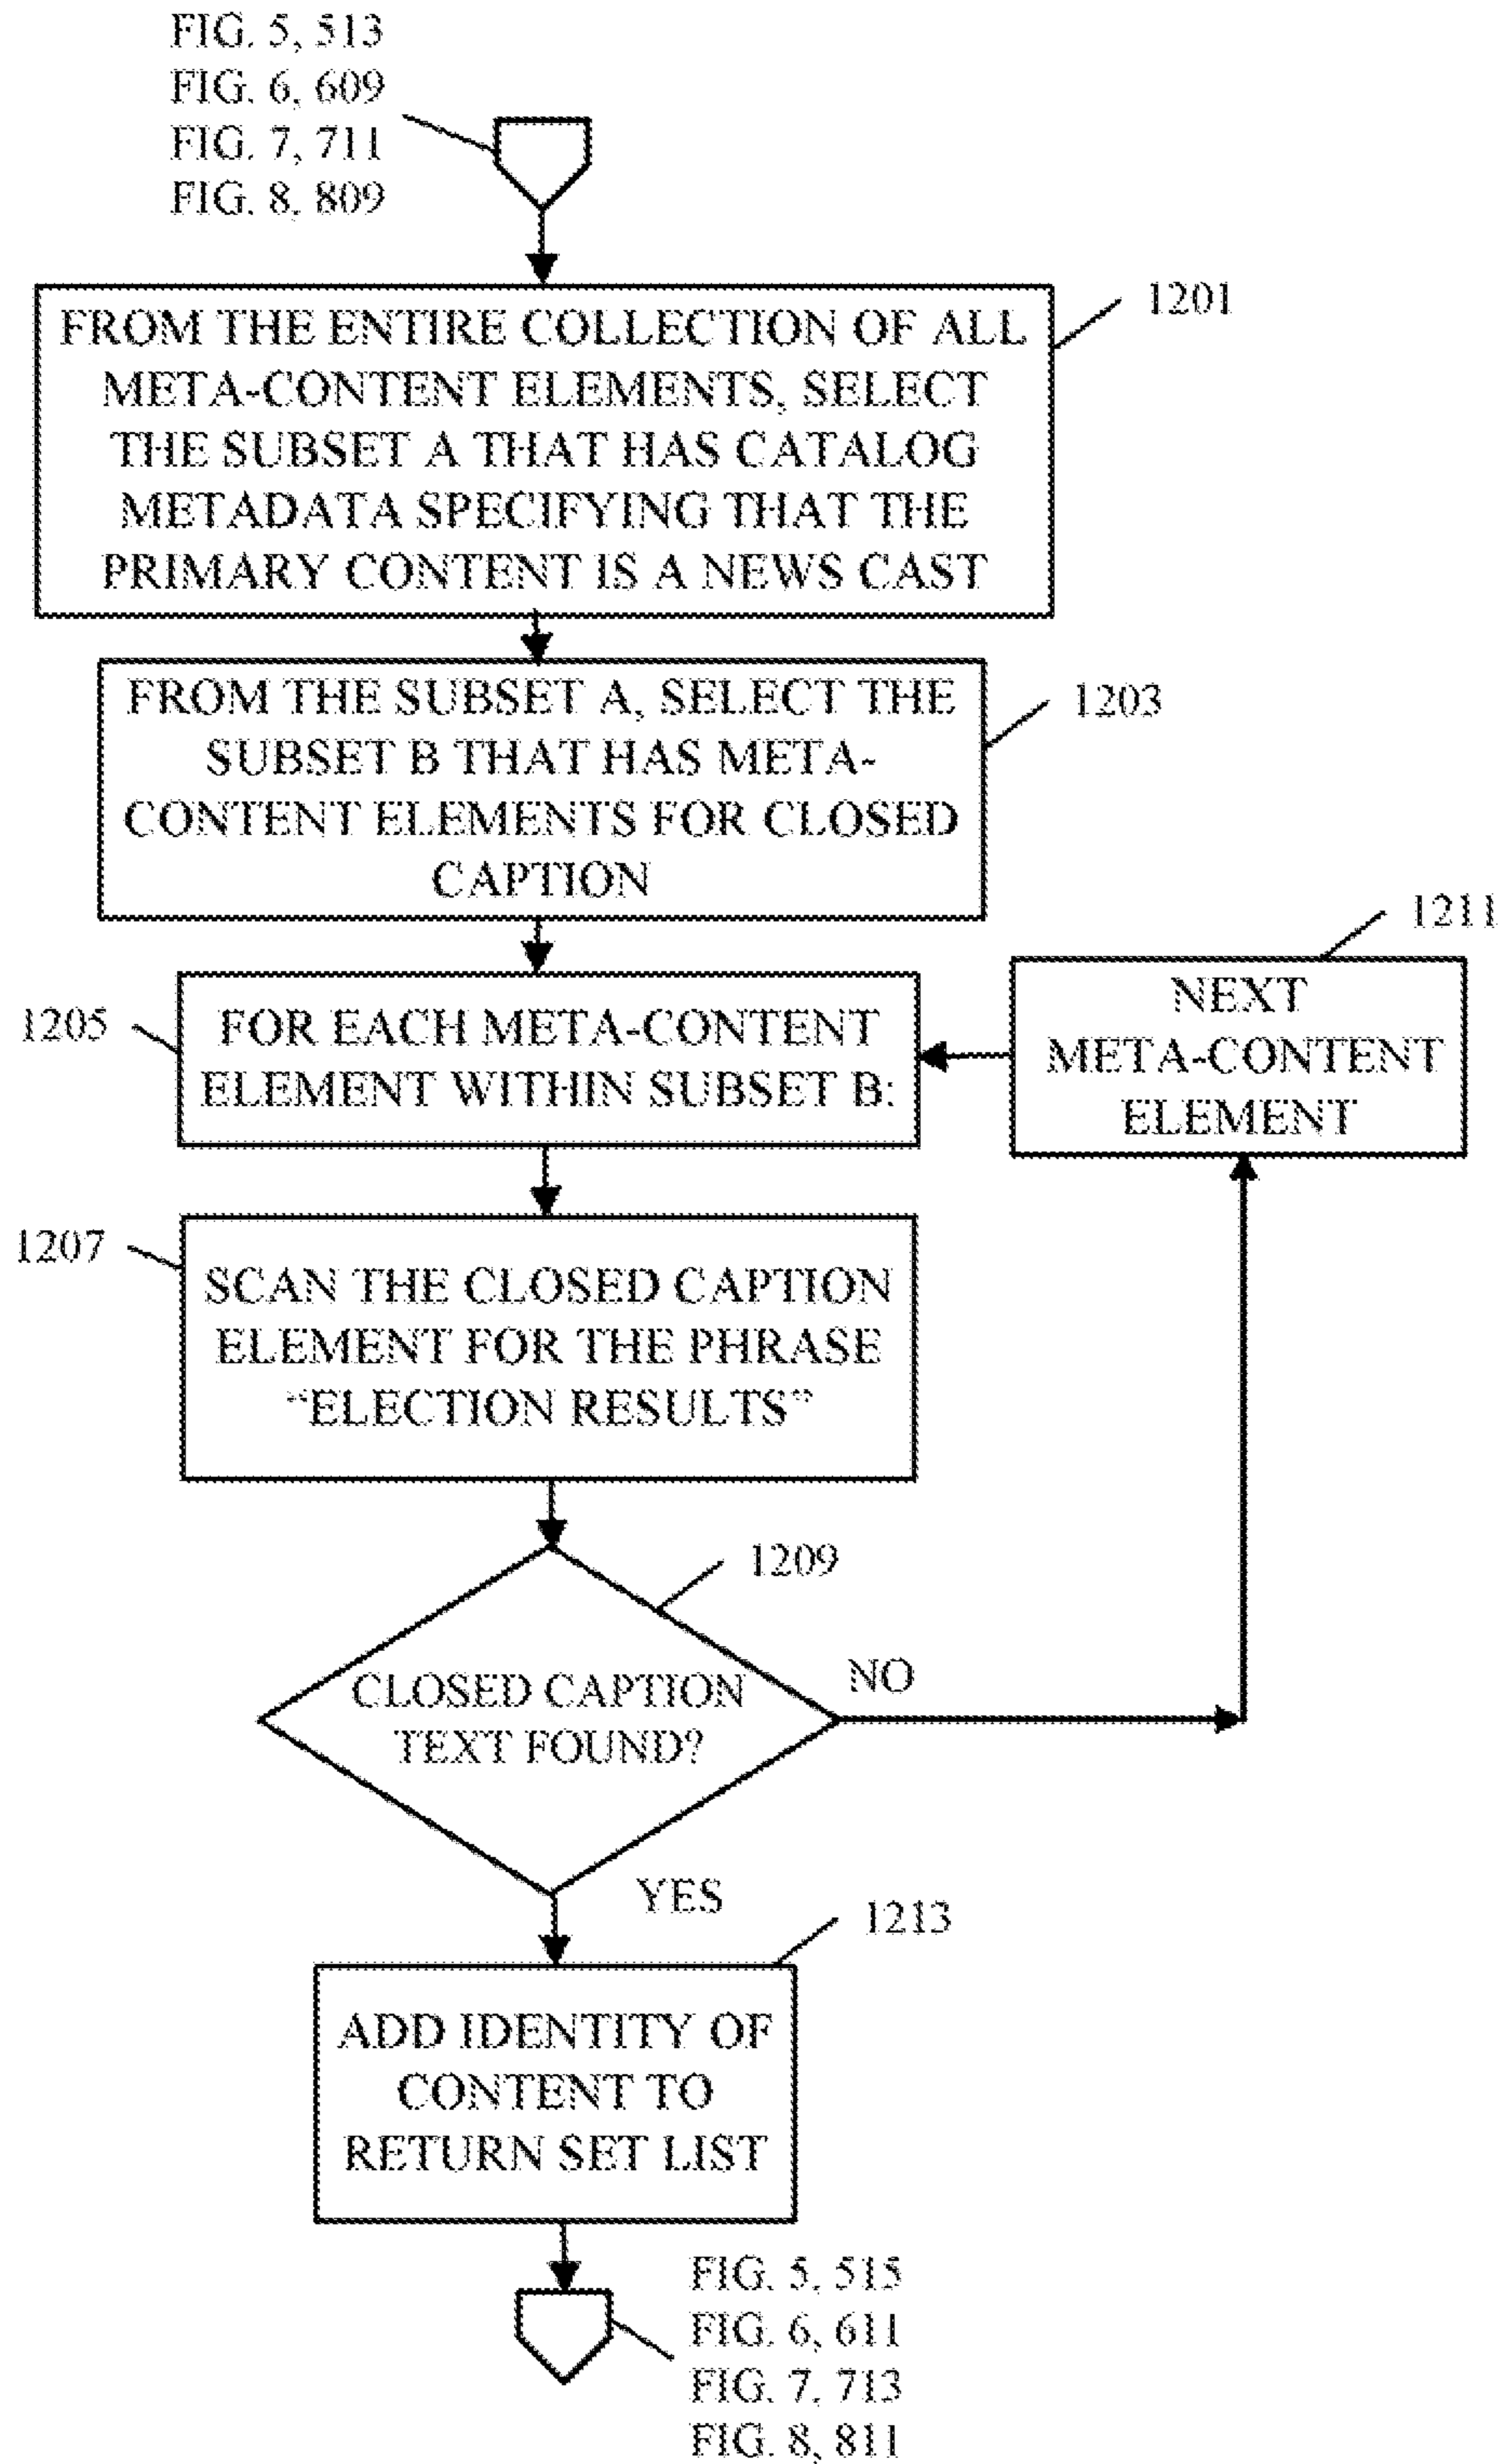 FIG. 5, 513
FIG. 6, 609
FIG. 7, 711
FIG. 8, 809
1201
FROM THE ENTIRE COLLECTION OF ALL
META-CONTENT ELEMENTS, SELECT
THE SUBSET A THAT HAS CATALOG
METADATA SPECIFYING THAT THE
PRIMARY CONTENT IS A NEWS CAST
1203
FROM THE SUBSET A, SELECT THE
SUBSET B THAT HAS META-
CONTENT ELEMENTS FOR CLOSED
CAPTION
1211
NEXT
META-CONTENT
ELEMENT
1205
FOR EACH META-CONTENT
ELEMENT WITHIN SUBSET B:
1207
SCAN THE CLOSED CAPTION
ELEMENT FOR THE PHRASE
“ELECTION RESULTS”
1209
CLOSED CAPTION
TEXT FOUND?
NO
YES
1213
ADD IDENTITY OF
CONTENT TO
RETURN SET LIST
FIG. 5, 515
FIG. 6, 611
FIG. 7, 713
FIG. 8, 811